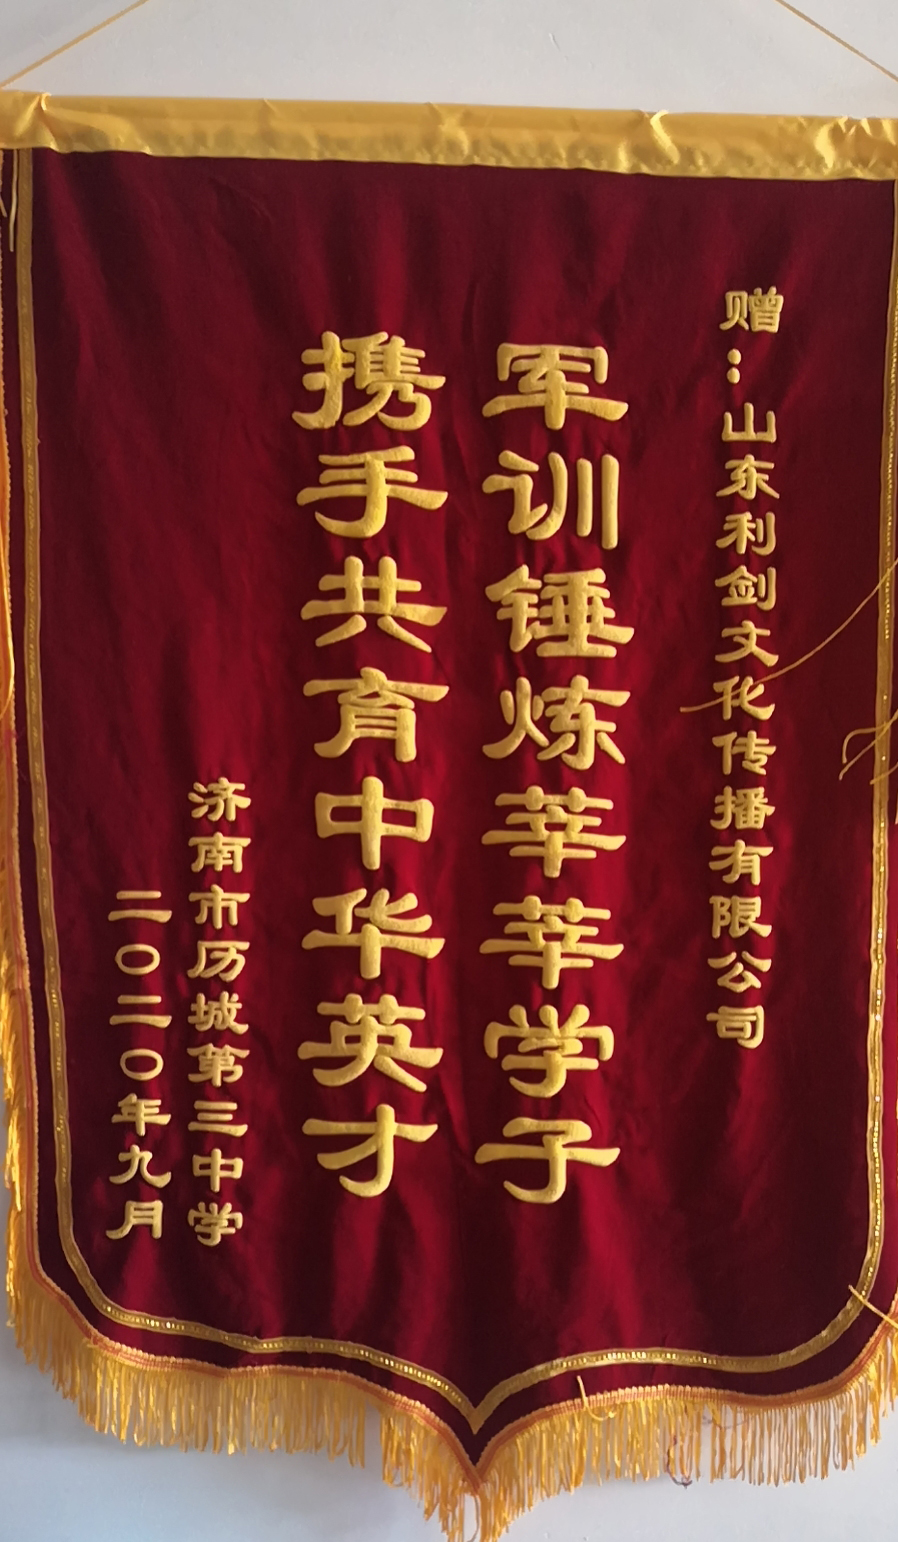 赠：山东利剑文化传播有限公司
军训锤炼莘莘学子
携手共育中华英才
济南市历城第三中学
二〇二〇年九月